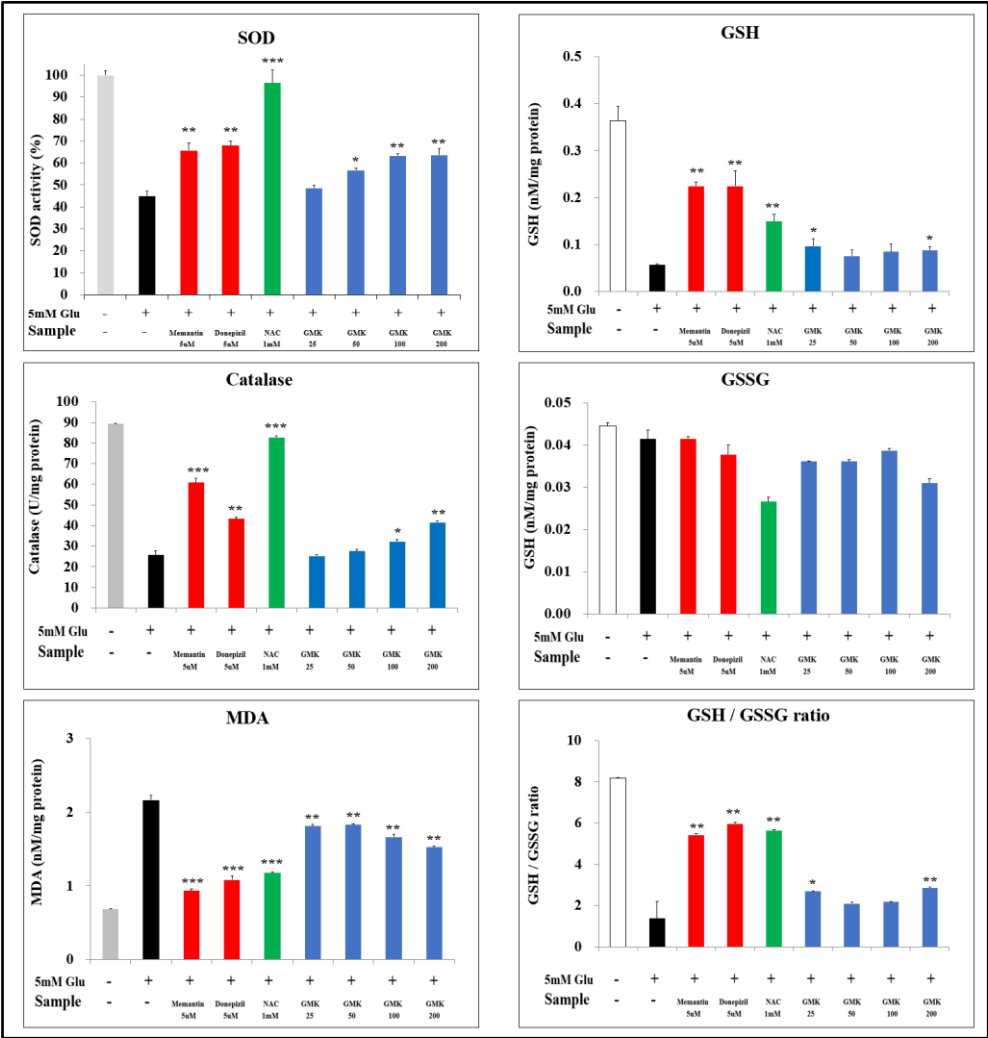 SOD
SOD activity (%)
100
90
80
70
60
50
40
30
20
10
0
** ** *** * ** **
5mM Glu - + + + + + + + +
Sample - - Memantin Donepizil NAC GMK GMK GMK GMK
5uM 5uM 1mM 25 50 100 200
GSH
GSH (nM/mg protein)
0.5
0.4
0.3
0.2
0.1
0.0
** ** ** * *
5mM Glu - + + + + + + + +
Sample - - Memantin Donepizil NAC GMK GMK GMK GMK
5uM 5uM 1mM 25 50 100 200
Catalase
Catalase (U/mg protein)
100
90
80
70
60
50
40
30
20
10
0
*** ** *** * **
5mM Glu - + + + + + + + +
Sample - - Memantin Donepizil NAC GMK GMK GMK GMK
5uM 5uM 1mM 25 50 100 200
GSSG
GSH (nM/mg protein)
0.05
0.04
0.03
0.02
0.01
0.00
5mM Glu - + + + + + + + +
Sample - - Memantin Donepizil NAC GMK GMK GMK GMK
5uM 5uM 1mM 25 50 100 200
MDA
MDA (nM/mg protein)
3
2
1
0
*** *** *** ** ** ** **
5mM Glu - + + + + + + + +
Sample - - Memantin Donepizil NAC GMK GMK GMK GMK
5uM 5uM 1mM 25 50 100 200
GSH / GSSG ratio
GSH / GSSG ratio
10
8
6
4
2
0
** ** ** * **
5mM Glu - + + + + + + + +
Sample - - Memantin Donepizil NAC GMK GMK GMK GMK
5uM 5uM 1mM 25 50 100 200